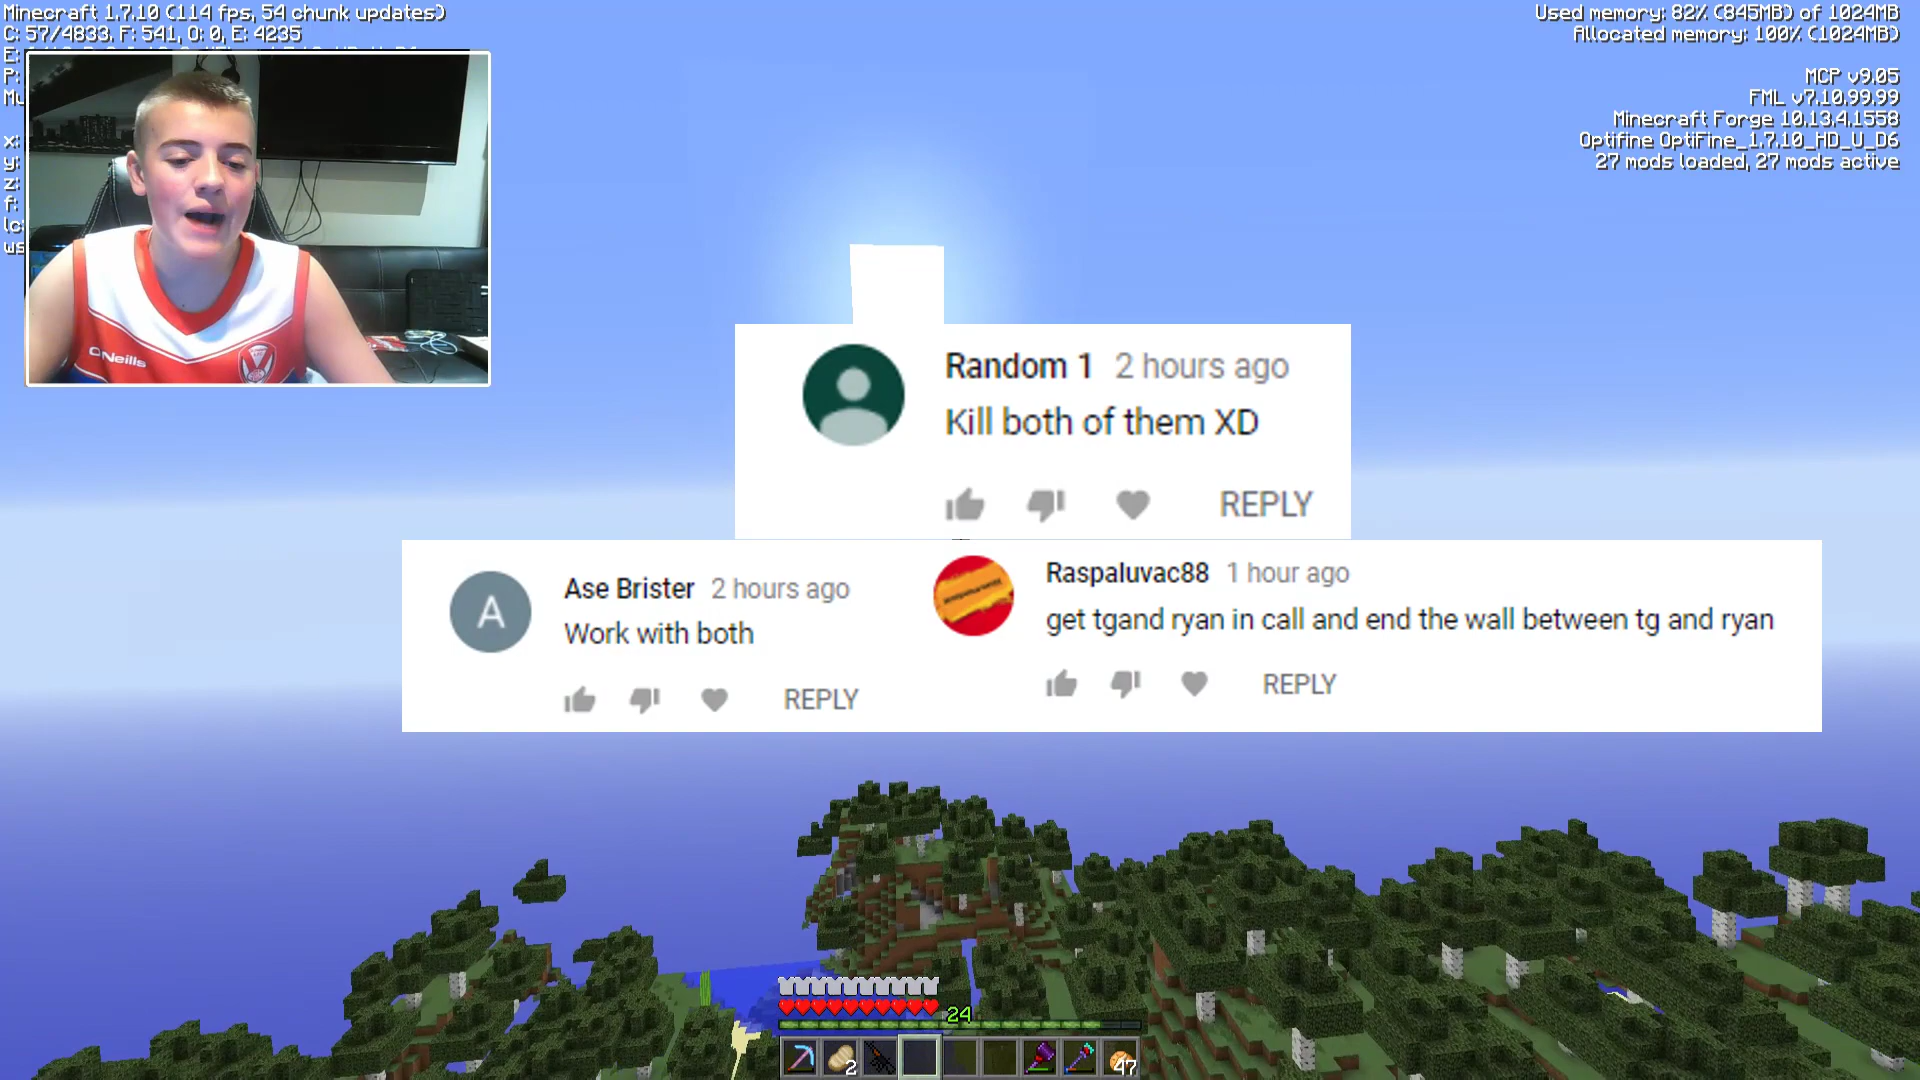 Minecraft 1.7.10 (114 fps, 54 chunk updates)
C: 57/4833, F: 541, O: 0, E: 4235
E:
P:
Mu
x:
y:
z:
f:
lc:
ws
Used memory: 82% (845MB) of 1024MB
Allocated memory: 100% (1024MB)
MCP v9.05
FML v7.10.99.99
Minecraft Forge 10.13.4.1558
Optifine OptiFine_1.7.10_HD_U_D6
27 mods loaded, 27 mods active
O'Neills
Random 1 2 hours ago
Kill both of them XD
REPLY
A
Ase Brister 2 hours ago
Work with both
REPLY
Raspaluvac88 1 hour ago
get tgand ryan in call and end the wall between tg and ryan
REPLY
24
2
47